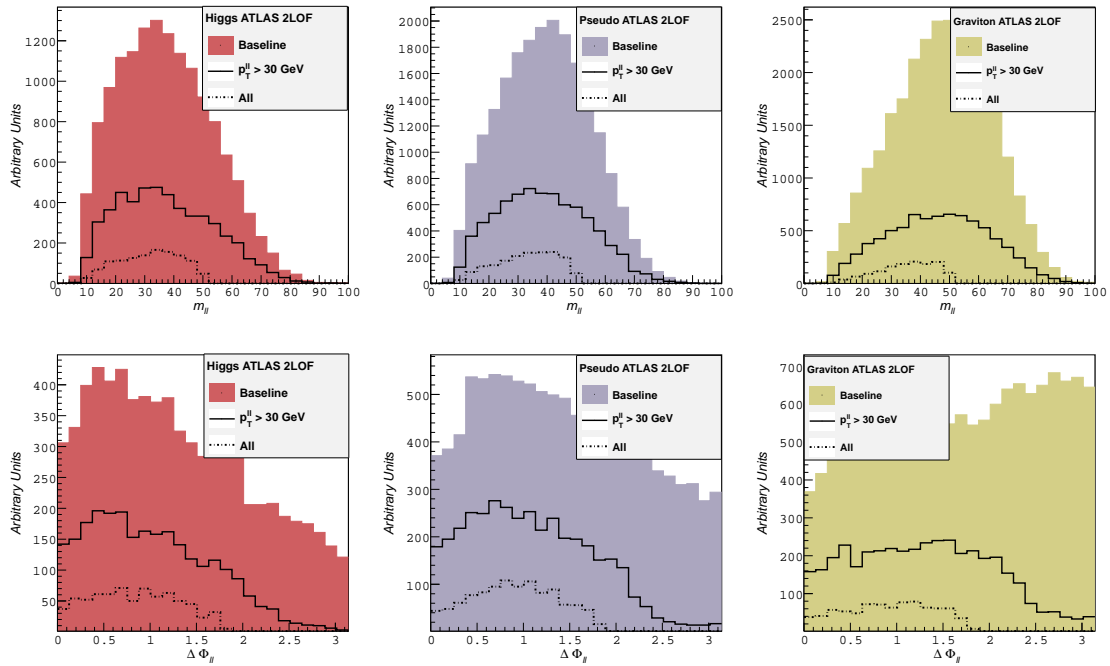 Higgs ATLAS 2LOF
Baseline
p_T^ll > 30 GeV
All
Arbitrary Units
1200
1000
800
600
400
200
0
0 10 20 30 40 50 60 70 80 90 100
m_ll
Pseudo ATLAS 2LOF
Baseline
p_T^ll > 30 GeV
All
Arbitrary Units
2000
1800
1600
1400
1200
1000
800
600
400
200
0
0 10 20 30 40 50 60 70 80 90 100
m_ll
Graviton ATLAS 2LOF
Baseline
p_T^ll > 30 GeV
All
Arbitrary Units
2500
2000
1500
1000
500
0
0 10 20 30 40 50 60 70 80 90 100
m_ll
Higgs ATLAS 2LOF
Baseline
p_T^ll > 30 GeV
All
Arbitrary Units
400
350
300
250
200
150
100
50
0 0.5 1 1.5 2 2.5 3
Δ Φ_ll
Pseudo ATLAS 2LOF
Baseline
p_T^ll > 30 GeV
All
Arbitrary Units
500
400
300
200
100
0 0.5 1 1.5 2 2.5 3
Δ Φ_ll
Graviton ATLAS 2LOF
Baseline
p_T^ll > 30 GeV
All
Arbitrary Units
700
600
500
400
300
200
100
0
0 0.5 1 1.5 2 2.5 3
Δ Φ_ll